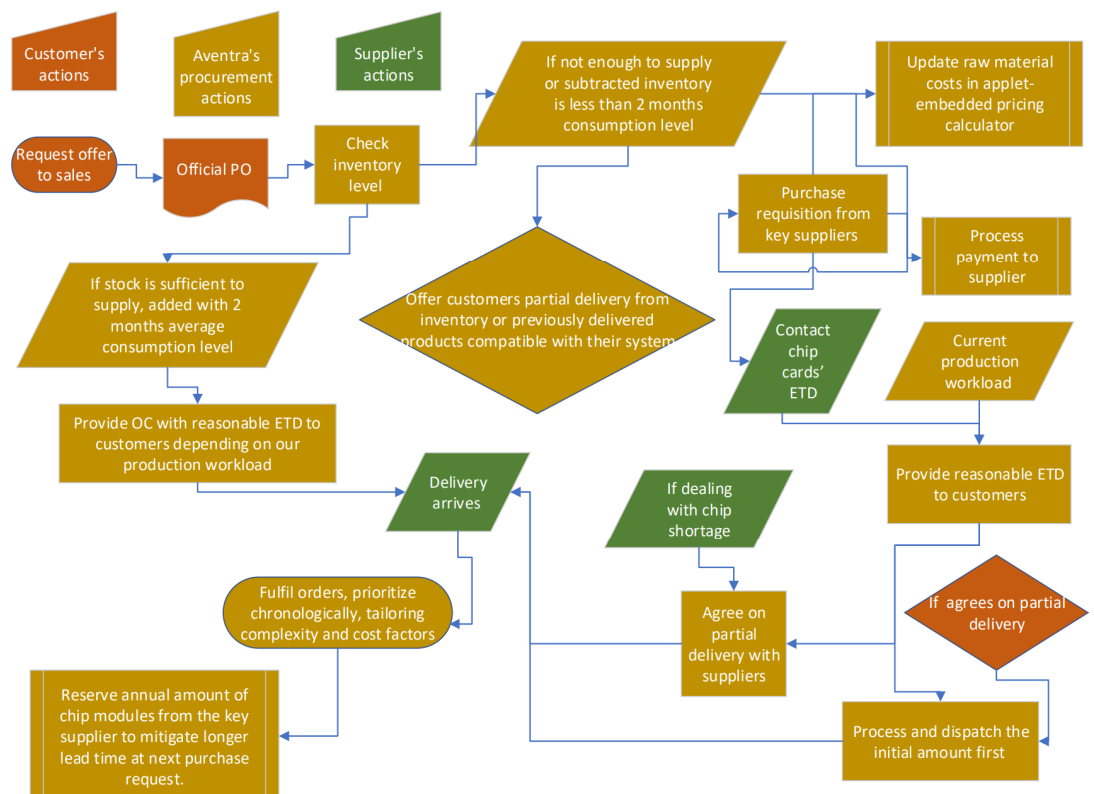 Customer's
actions
Aventra's
procurement
actions
Supplier's
actions
If not enough to supply
or subtracted inventory
is less than 2 months
consumption level
Update raw material
costs in applet-
embedded pricing
calculator
Request offer
to sales
Official PO
Check
inventory
level
Purchase
requisition from
key suppliers
Process
payment to
supplier
If stock is sufficient to
supply, added with 2
months average
consumption level
Offer customers partial delivery from
inventory or previously delivered
products compatible with their system
Contact
chip
cards’
ETD
Current
production
workload
Provide OC with reasonable ETD to
customers depending on our
production workload
Delivery
arrives
If dealing
with chip
shortage
Provide reasonable ETD
to customers
Fulfil orders, prioritize
chronologically, tailoring
complexity and cost factors
Agree on
partial
delivery with
suppliers
If agrees on partial
delivery
Reserve annual amount of
chip modules from the key
supplier to mitigate longer
lead time at next purchase
request.
Process and dispatch the
initial amount first